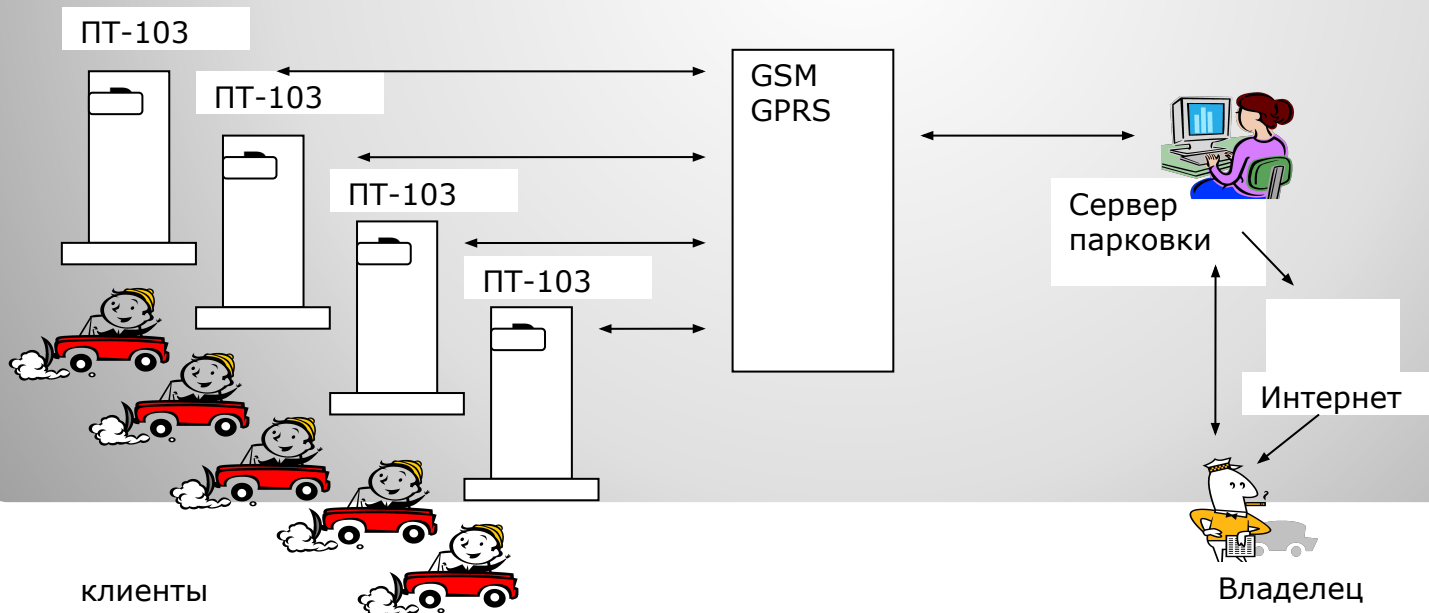 ПТ-103
ПТ-103
ПТ-103
ПТ-103
GSM
GPRS
Сервер
парковки
Интернет
клиенты
Владелец